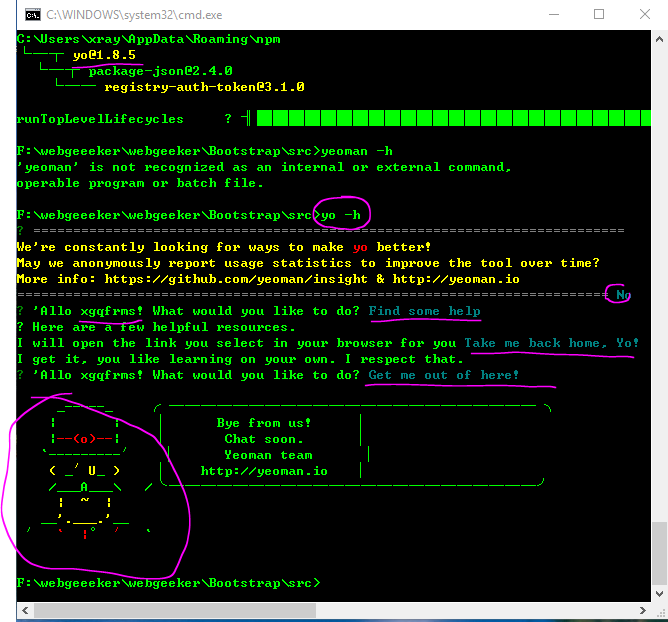 C:\WINDOWS\system32\cmd.exe
C:\Users\xray\AppData\Roaming\npm
yo@1.8.5
package-json@2.4.0
registry-auth-token@3.1.0
runTopLevelLifecycles ?
F:\webgeeeker\webgeeker\Bootstrap\src>yeoman -h
'yeoman' is not recognized as an internal or external command,
operable program or batch file.
F:\webgeeeker\webgeeker\Bootstrap\src>yo -h
? ==========================================================================
We're constantly looking for ways to make yo better!
May we anonymously report usage statistics to improve the tool over time?
More info: https://github.com/yeoman/insight & http://yeoman.io
========================================================================== No
? 'Allo xgqfrms! What would you like to do? Find some help
? Here are a few helpful resources.
I will open the link you select in your browser for you Take me back home, Yo!
I get it, you like learning on your own. I respect that.
? 'Allo xgqfrms! What would you like to do? Get me out of here!
Bye from us!
Chat soon.
Yeoman team
http://yeoman.io
F:\webgeeeker\webgeeker\Bootstrap\src>